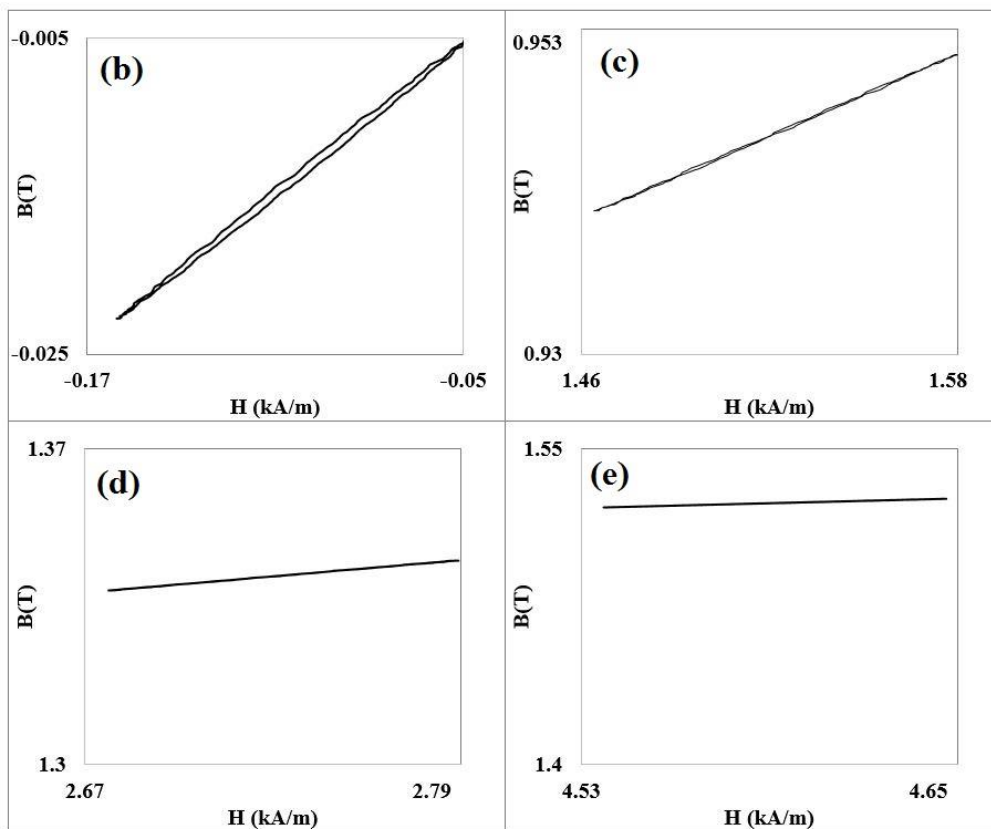 -0.005
(b)
B(T)
-0.025
-0.17
-0.05
H (kA/m)
0.953
(c)
B(T)
0.93
1.46
1.58
H (kA/m)
1.37
(d)
B(T)
1.3
2.67
2.79
H (kA/m)
1.55
(e)
B(T)
1.4
4.53
4.65
H (kA/m)